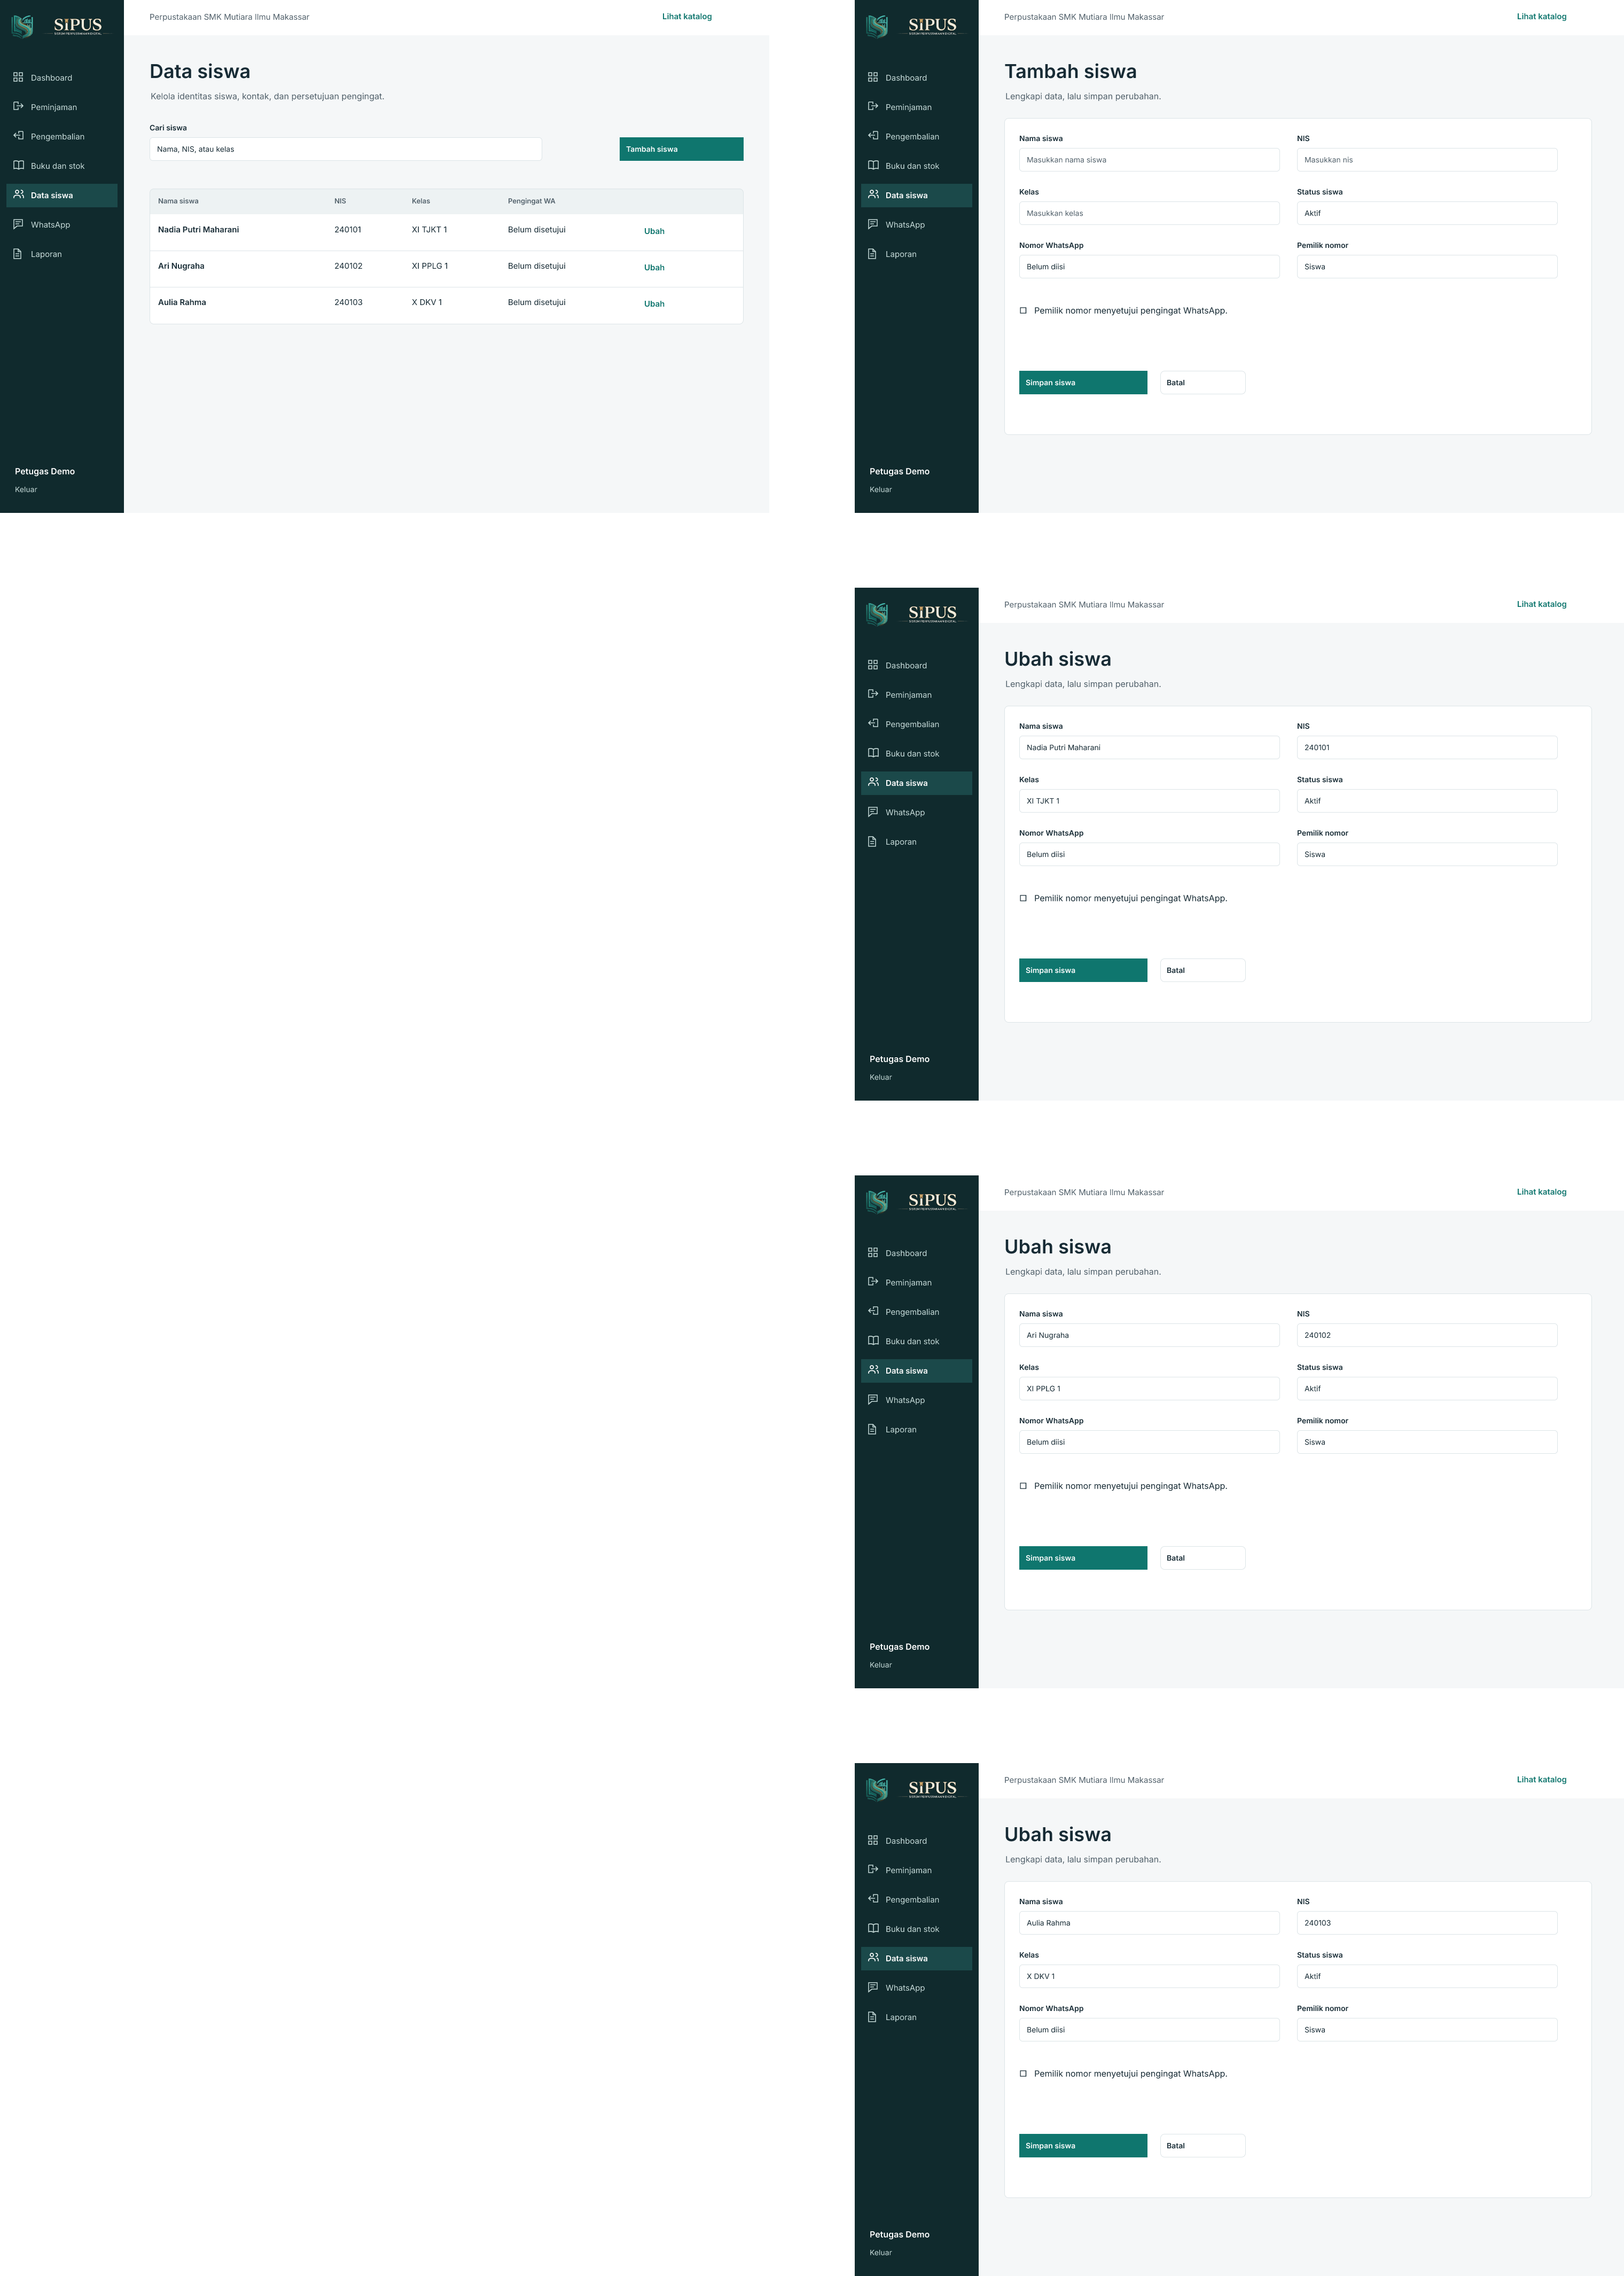 SIPUS
Perpustakaan SMK Mutiara Ilmu Makassar
Lihat katalog
Dashboard
Peminjaman
Pengembalian
Buku dan stok
Data siswa
WhatsApp
Laporan
Petugas Demo
Keluar
Data siswa
Kelola identitas siswa, kontak, dan persetujuan pengingat.
Cari siswa
Nama, NIS, atau kelas
Tambah siswa
Nama siswa NIS Kelas Pengingat WA
Nadia Putri Maharani 240101 XI TJKT 1 Belum disetujui Ubah
Ari Nugraha 240102 XI PPLG 1 Belum disetujui Ubah
Aulia Rahma 240103 X DKV 1 Belum disetujui Ubah
SIPUS
Perpustakaan SMK Mutiara Ilmu Makassar
Lihat katalog
Dashboard
Peminjaman
Pengembalian
Buku dan stok
Data siswa
WhatsApp
Laporan
Petugas Demo
Keluar
Tambah siswa
Lengkapi data, lalu simpan perubahan.
Nama siswa NIS
Masukkan nama siswa Masukkan nis
Kelas Status siswa
Masukkan kelas Aktif
Nomor WhatsApp Pemilik nomor
Belum diisi Siswa
Pemilik nomor menyetujui pengingat WhatsApp.
Simpan siswa Batal
SIPUS
Perpustakaan SMK Mutiara Ilmu Makassar
Lihat katalog
Dashboard
Peminjaman
Pengembalian
Buku dan stok
Data siswa
WhatsApp
Laporan
Petugas Demo
Keluar
Ubah siswa
Lengkapi data, lalu simpan perubahan.
Nama siswa NIS
Nadia Putri Maharani 240101
Kelas Status siswa
XI TJKT 1 Aktif
Nomor WhatsApp Pemilik nomor
Belum diisi Siswa
Pemilik nomor menyetujui pengingat WhatsApp.
Simpan siswa Batal
SIPUS
Perpustakaan SMK Mutiara Ilmu Makassar
Lihat katalog
Dashboard
Peminjaman
Pengembalian
Buku dan stok
Data siswa
WhatsApp
Laporan
Petugas Demo
Keluar
Ubah siswa
Lengkapi data, lalu simpan perubahan.
Nama siswa NIS
Ari Nugraha 240102
Kelas Status siswa
XI PPLG 1 Aktif
Nomor WhatsApp Pemilik nomor
Belum diisi Siswa
Pemilik nomor menyetujui pengingat WhatsApp.
Simpan siswa Batal
SIPUS
Perpustakaan SMK Mutiara Ilmu Makassar
Lihat katalog
Dashboard
Peminjaman
Pengembalian
Buku dan stok
Data siswa
WhatsApp
Laporan
Petugas Demo
Keluar
Ubah siswa
Lengkapi data, lalu simpan perubahan.
Nama siswa NIS
Aulia Rahma 240103
Kelas Status siswa
X DKV 1 Aktif
Nomor WhatsApp Pemilik nomor
Belum diisi Siswa
Pemilik nomor menyetujui pengingat WhatsApp.
Simpan siswa Batal